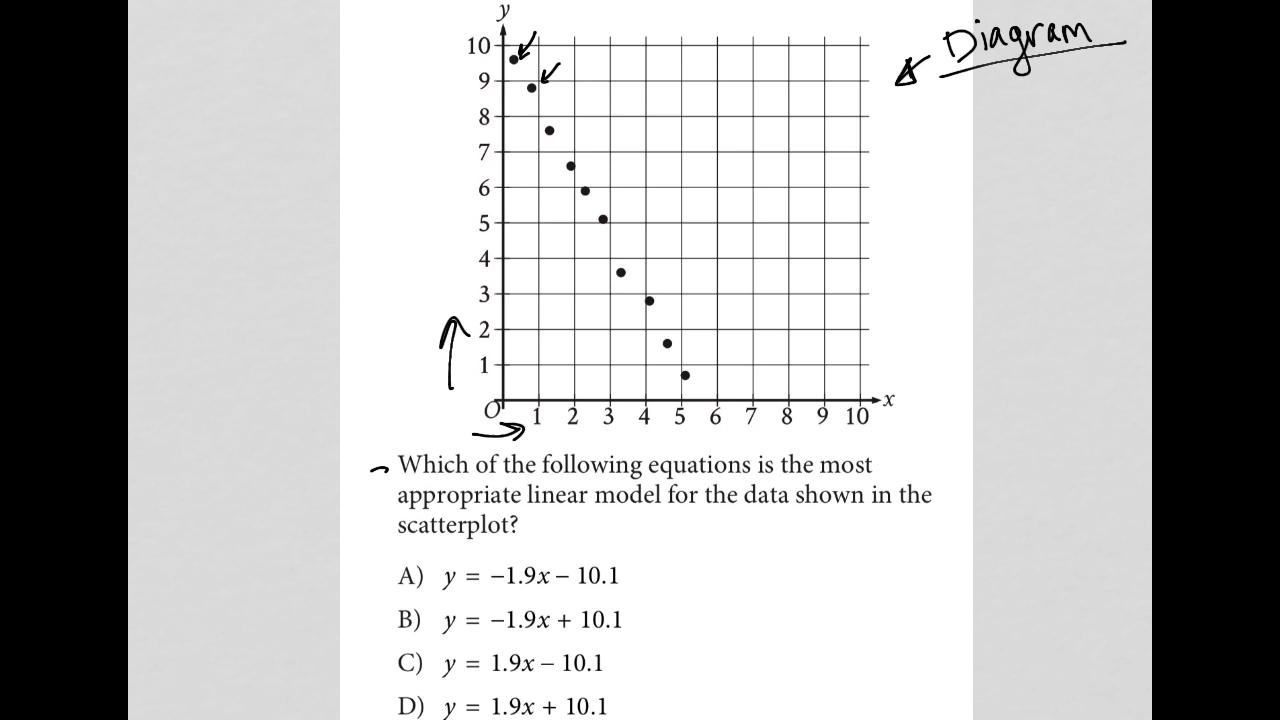 y
Diagram
10
9
8
7
6
5
4
3
2
1
O 1 2 3 4 5 6 7 8 9 10 x
Which of the following equations is the most
appropriate linear model for the data shown in the
scatterplot?
A) y = −1.9x − 10.1
B) y = −1.9x + 10.1
C) y = 1.9x − 10.1
D) y = 1.9x + 10.1